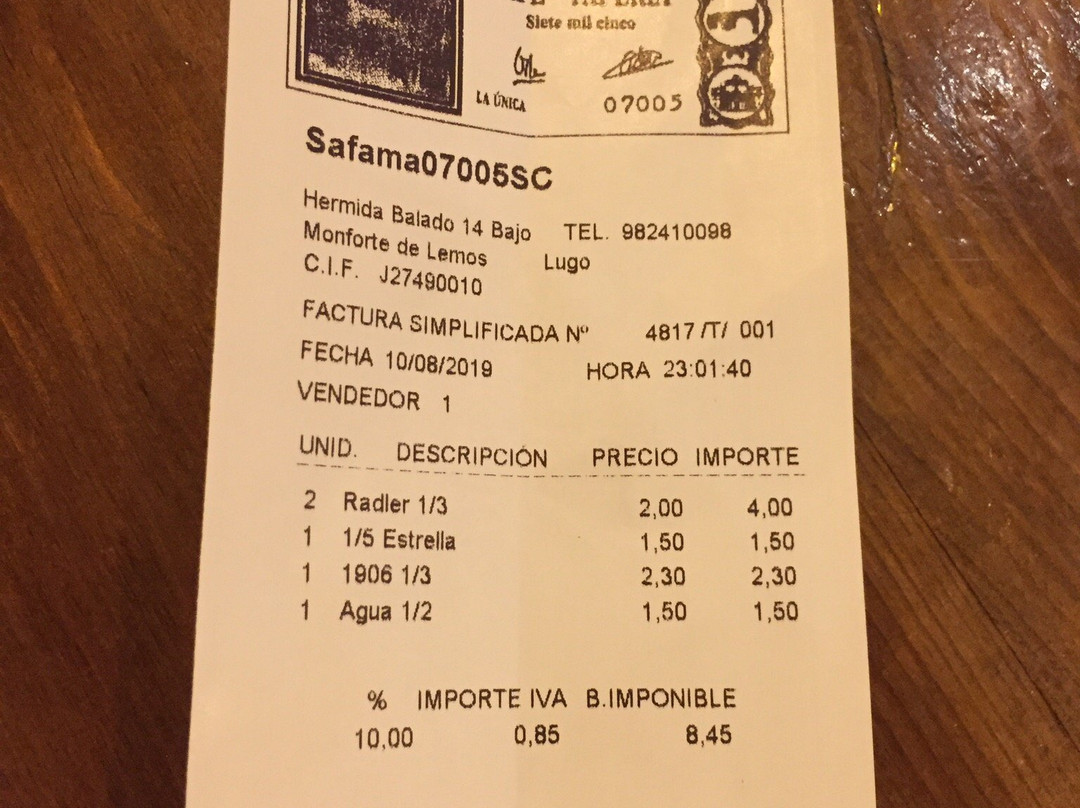 Siete mil cinco
LA ÚNICA
07005
Safama07005SC
Hermida Balado 14 Bajo TEL. 982410098
Monforte de Lemos Lugo
C.I.F. J27490010
FACTURA SIMPLIFICADA Nº 4817 /T/ 001
FECHA 10/08/2019 HORA 23:01:40
VENDEDOR 1
UNID. DESCRIPCIÓN PRECIO IMPORTE
2 Radler 1/3 2,00 4,00
1 1/5 Estrella 1,50 1,50
1 1906 1/3 2,30 2,30
1 Agua 1/2 1,50 1,50
% IMPORTE IVA B.IMPONIBLE
10,00 0,85 8,45